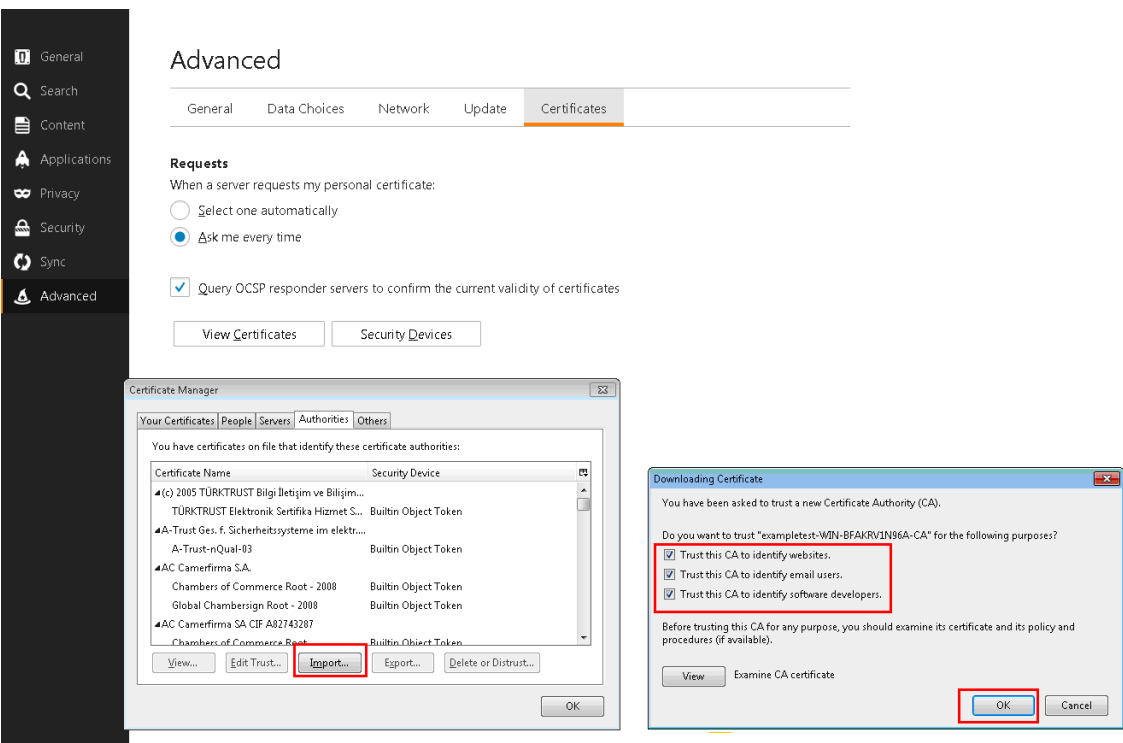 General
Search
Content
Applications
Privacy
Security
Sync
Advanced
Advanced
General Data Choices Network Update Certificates
Requests
When a server requests my personal certificate:
Select one automatically
Ask me every time
Query OCSP responder servers to confirm the current validity of certificates
View Certificates Security Devices
Certificate Manager
Your Certificates People Servers Authorities Others
You have certificates on file that identify these certificate authorities:
Certificate Name Security Device
(c) 2005 TÜRKTRUST Bilgi İletişim ve Bilişim...
TÜRKTRUST Elektronik Sertifika Hizmet S... Builtin Object Token
A-Trust Ges. f. Sicherheitssysteme im elektr....
A-Trust-nQual-03 Builtin Object Token
AC Camerfirma S.A.
Chambers of Commerce Root - 2008 Builtin Object Token
Global Chambersign Root - 2008 Builtin Object Token
AC Camerfirma SA CIF A82743287
Chambers of Commerce Root Builtin Object Token
View... Edit Trust... Import... Export... Delete or Distrust...
OK
Downloading Certificate
You have been asked to trust a new Certificate Authority (CA).
Do you want to trust "exampletest-WIN-BFAKRV1N96A-CA" for the following purposes?
Trust this CA to identify websites.
Trust this CA to identify email users.
Trust this CA to identify software developers.
Before trusting this CA for any purpose, you should examine its certificate and its policy and
procedures (if available).
View Examine CA certificate
OK Cancel